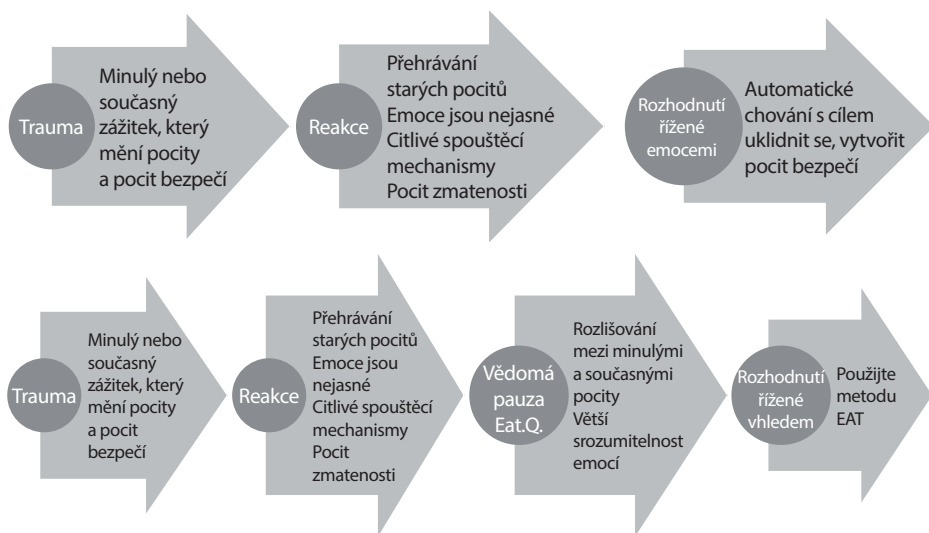 Trauma
Minulý nebo
současný
zážitek, který
mění pocity
a pocit bezpečí
Reakce
Přehrávání
starých pocitů
Emoce jsou nejasné
Citlivé spouštěcí
mechanismy
Pocit zmatenosti
Rozhodnutí
řížené
emocemi
Automatické
chování s cílem
uklidnit se, vytvořit
pocit bezpečí
Trauma
Minulý nebo
současný
zážitek, který
mění pocity
a pocit
bezpečí
Reakce
Přehrávání
starých pocitů
Emoce jsou
nejasné
Citlivé spouštěcí
mechanismy
Pocit
zmatenosti
Vědomá
pauza
Eat.Q.
Rozlišování
mezi minulými
a současnými
pocity
Větší
srozumitelnost
emocí
Rozhodnutí
řížené
vhledem
Použijte
metodu
EAT